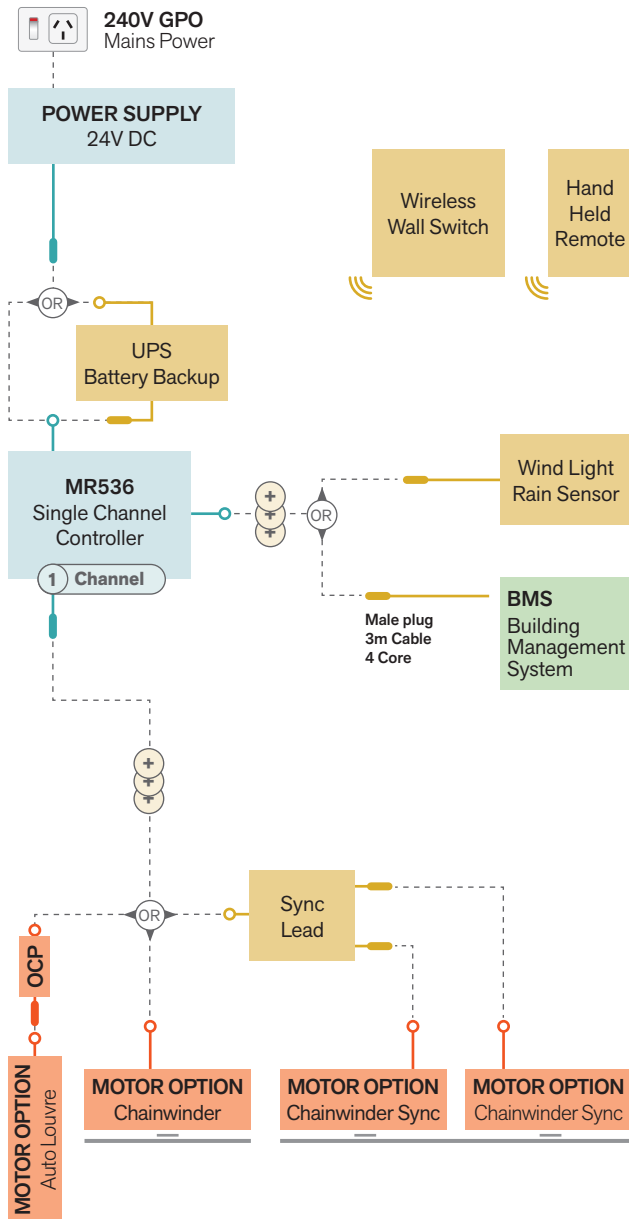 240V GPO
Mains Power
POWER SUPPLY
24V DC
Wireless
Wall Switch
Hand
Held
Remote
OR
UPS
Battery Backup
MR536
Single Channel
Controller
1 Channel
+
+
+
OR
Wind Light
Rain Sensor
Male plug
3m Cable
4 Core
BMS
Building
Management
System
+
+
+
OR
Sync
Lead
OCP
MOTOR OPTION
Auto Louvre
MOTOR OPTION
Chainwinder
MOTOR OPTION
Chainwinder Sync
MOTOR OPTION
Chainwinder Sync